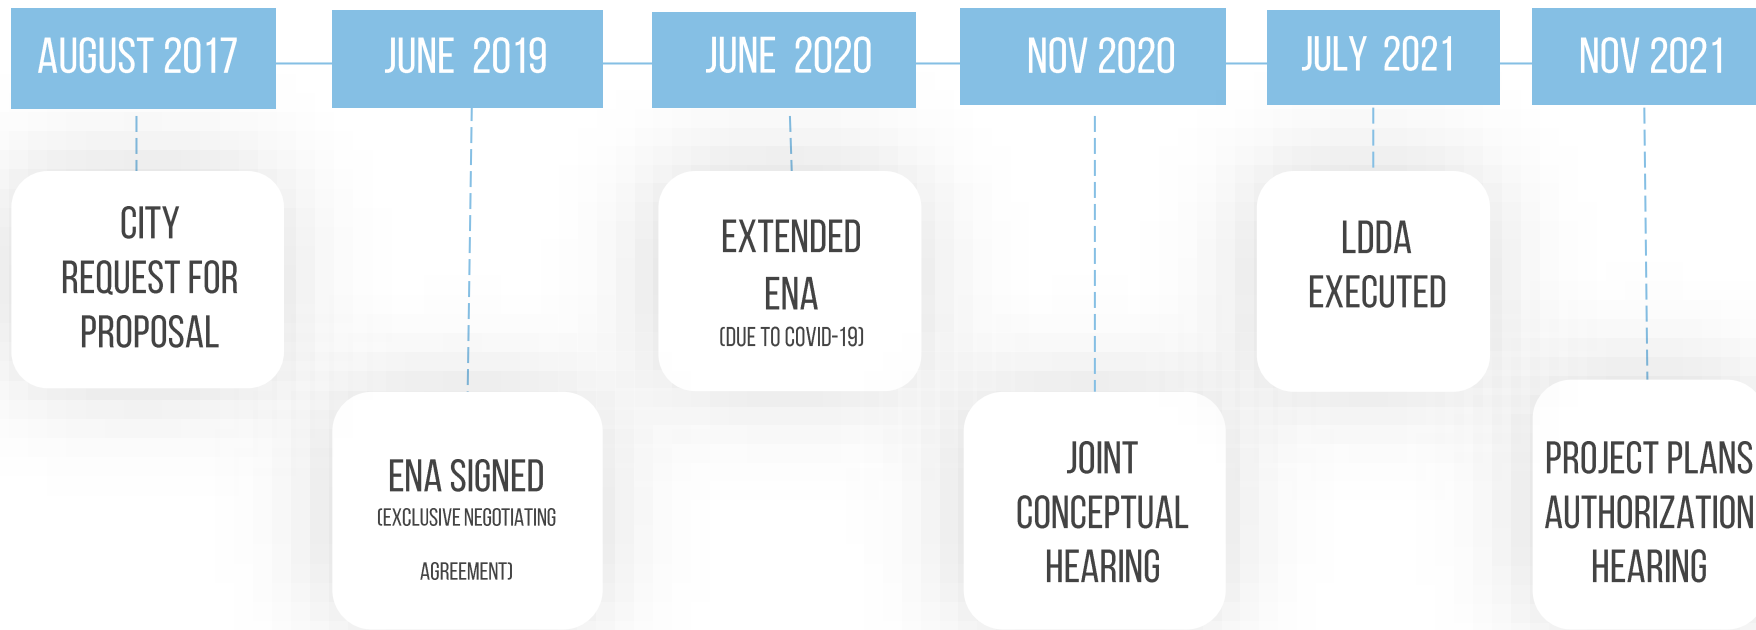 AUGUST 2017
JUNE 2019
JUNE 2020
NOV 2020
JULY 2021
NOV 2021
CITY
REQUEST FOR
PROPOSAL
ENA SIGNED
(EXCLUSIVE NEGOTIATING
AGREEMENT)
EXTENDED
ENA
(DUE TO COVID-19)
JOINT
CONCEPTUAL
HEARING
LDDA
EXECUTED
PROJECT PLANS
AUTHORIZATION
HEARING